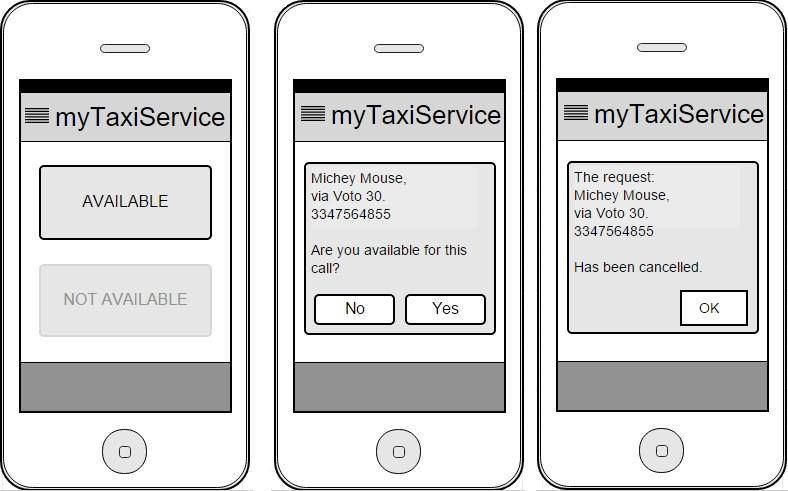 myTaxiService
AVAILABLE
NOT AVAILABLE
myTaxiService
Michey Mouse,
via Voto 30.
3347564855
Are you available for this
call?
No
Yes
myTaxiService
The request:
Michey Mouse,
via Voto 30.
3347564855
Has been cancelled.
OK